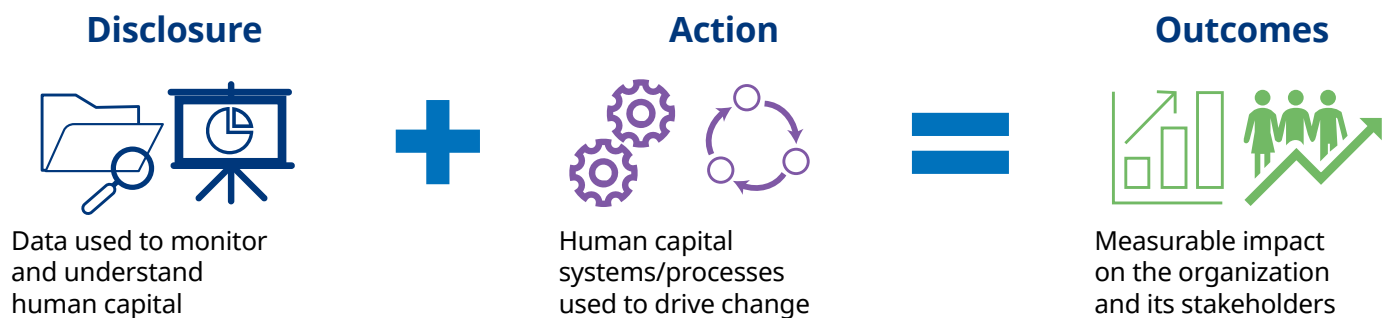 Disclosure
Action
Outcomes
Data used to monitor
and understand
human capital
Human capital
systems/processes
used to drive change
Measurable impact
on the organization
and its stakeholders